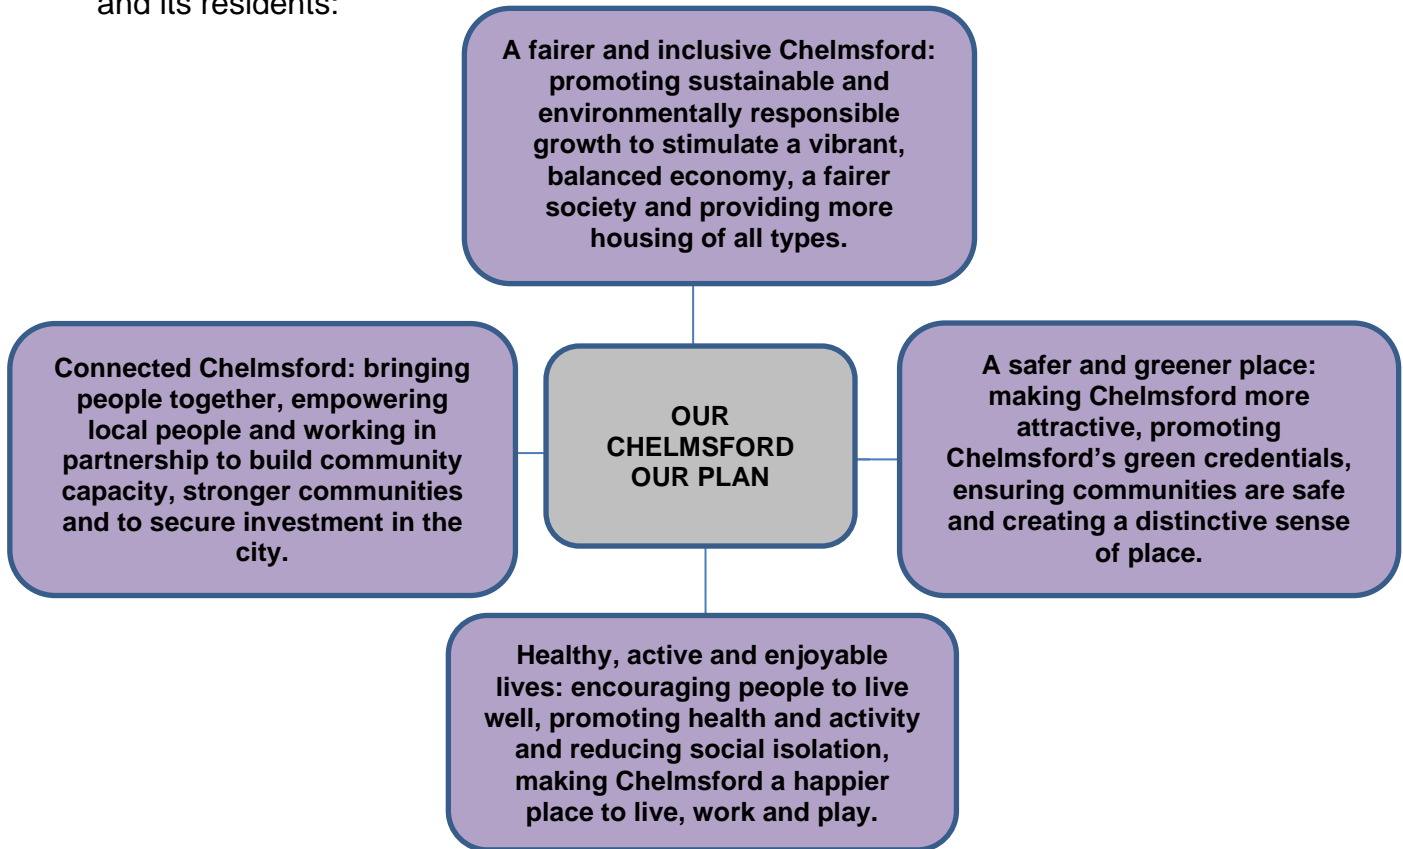 and its residents:
A fairer and inclusive Chelmsford:
promoting sustainable and
environmentally responsible
growth to stimulate a vibrant,
balanced economy, a fairer
society and providing more
housing of all types.
Connected Chelmsford: bringing
people together, empowering
local people and working in
partnership to build community
capacity, stronger communities
and to secure investment in the
city.
OUR
CHELMSFORD
OUR PLAN
A safer and greener place:
making Chelmsford more
attractive, promoting
Chelmsford’s green credentials,
ensuring communities are safe
and creating a distinctive sense
of place.
Healthy, active and enjoyable
lives: encouraging people to live
well, promoting health and activity
and reducing social isolation,
making Chelmsford a happier
place to live, work and play.